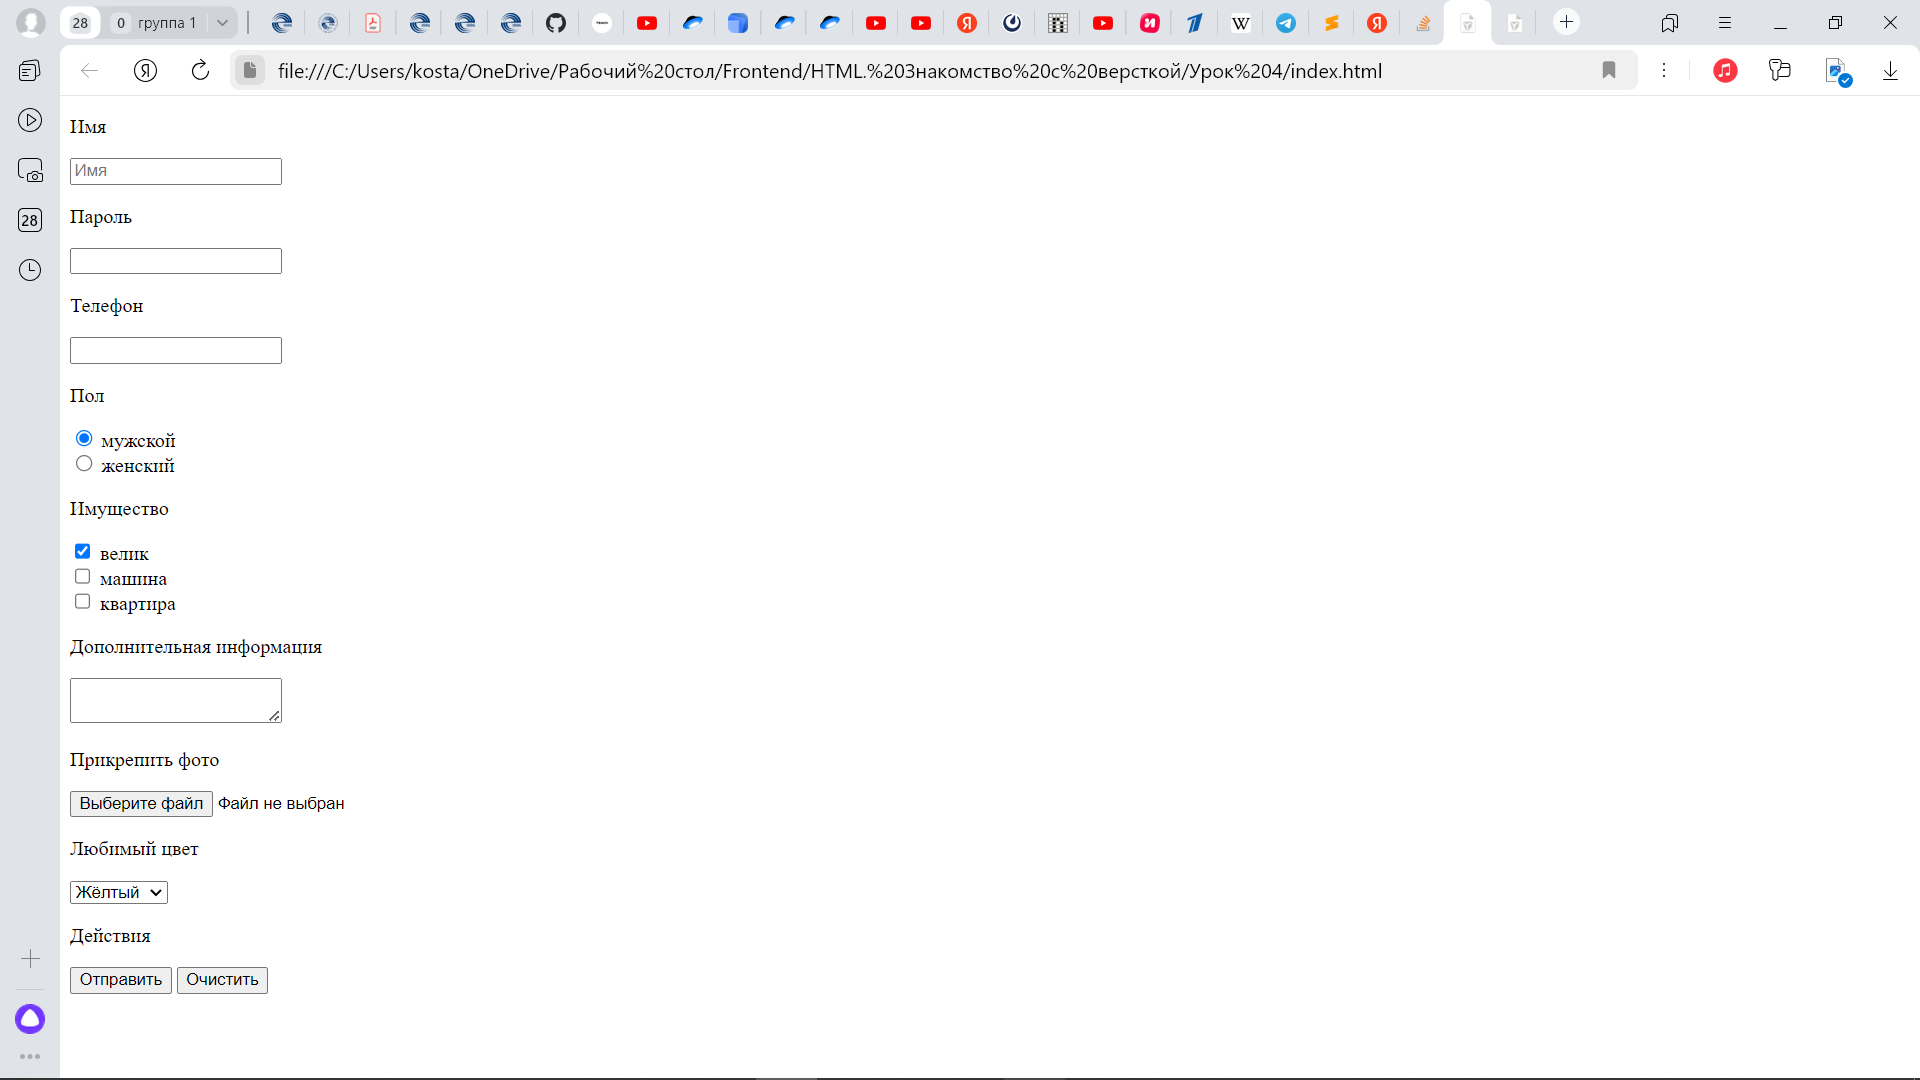 28 0 группа 1
file:///C:/Users/kosta/OneDrive/Рабочий%20стол/Frontend/HTML.%20Знакомство%20с%20версткой/Урок%204/index.html
28
Имя
Имя
Пароль
Телефон
Пол
мужской
женский
Имущество
велик
машина
квартира
Дополнительная информация
Прикрепить фото
Выберите файл Файл не выбран
Любимый цвет
Жёлтый
Действия
Отправить Очистить